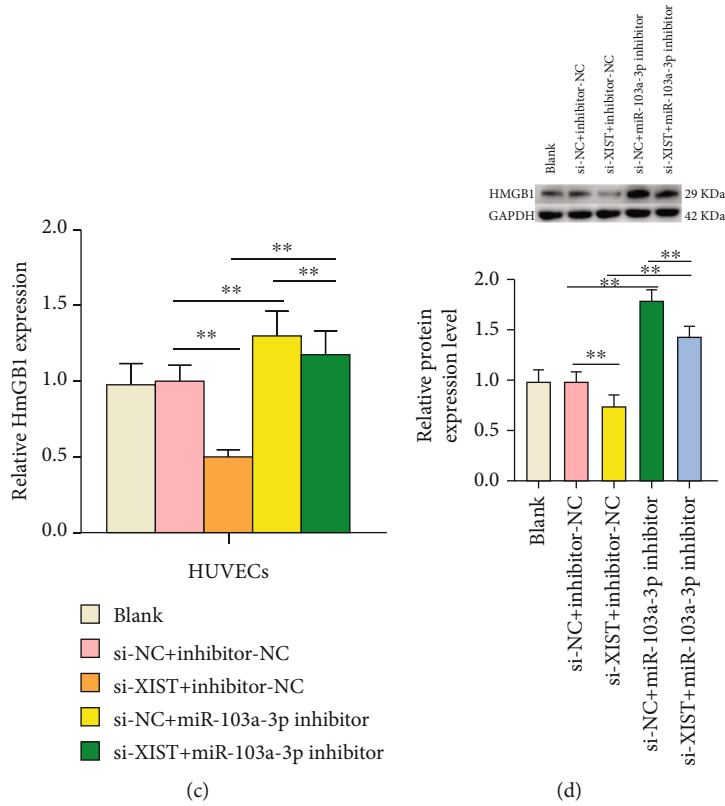 Relative HmGB1 expression
2.0
1.5
1.0
0.5
0.0
**
**
**
**
HUVECs
Blank
si-NC+inhibitor-NC
si-XIST+inhibitor-NC
si-NC+miR-103a-3p inhibitor
si-XIST+miR-103a-3p inhibitor
(c)
Blank
si-NC+inhibitor-NC
si-XIST+inhibitor-NC
si-NC+miR-103a-3p inhibitor
si-XIST+miR-103a-3p inhibitor
HMGB1 29 KDa
GAPDH 42 KDa
Relative protein
expression level
2.0
1.5
1.0
0.5
0.0
**
**
**
**
Blank
si-NC+inhibitor-NC
si-XIST+inhibitor-NC
si-NC+miR-103a-3p inhibitor
si-XIST+miR-103a-3p inhibitor
(d)